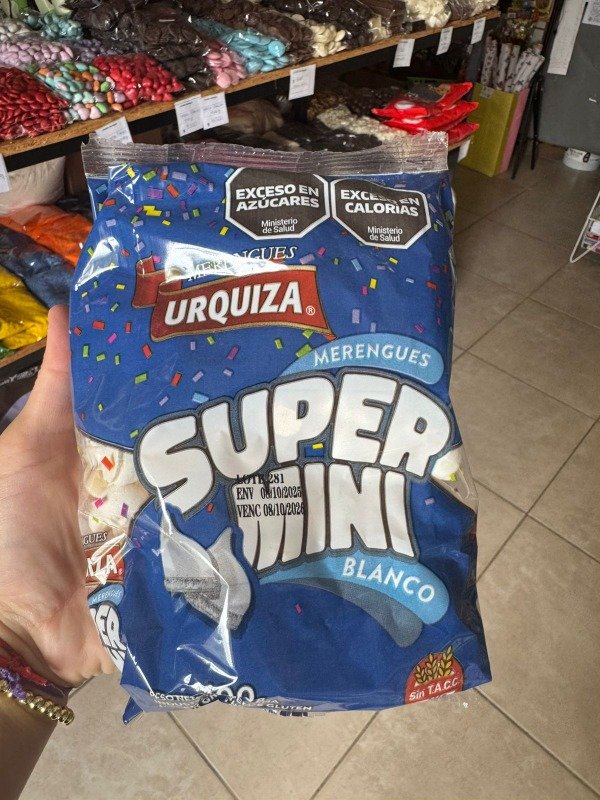 EXCESO EN
AZÚCARES
Ministerio
de Salud
EXCESO EN
CALORÍAS
Ministerio
de Salud
MERENGUES
URQUIZA®
MERENGUES
SUPER
MINI
BLANCO
LOTE 281
ENV 08/10/2025
VENC 08/10/2026
Sin T.A.C.C.
MERENGUES